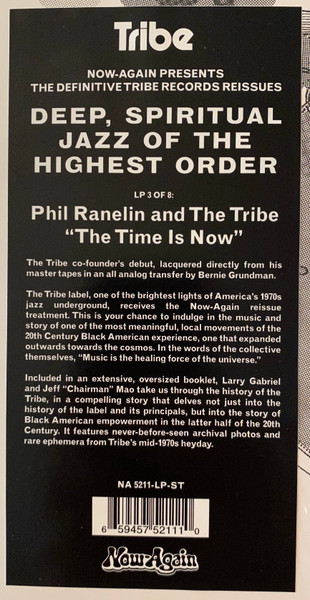 Tribe
NOW-AGAIN PRESENTS
THE DEFINITIVE TRIBE RECORDS REISSUES
DEEP, SPIRITUAL
JAZZ OF THE
HIGHEST ORDER
LP 3 OF 8:
Phil Ranelin and The Tribe
“The Time Is Now”
The Tribe co-founder's debut, lacquered directly from his
master tapes in an all analog transfer by Bernie Grundman.
The Tribe label, one of the brightest lights of America's 1970s
jazz underground, receives the Now-Again reissue
treatment. This is your chance to indulge in the music and
story of one of the most meaningful, local movements of the
20th Century Black American experience, one that expanded
outwards towards the cosmos. In the words of the collective
themselves, “Music is the healing force of the universe.”
Included in an extensive, oversized booklet, Larry Gabriel
and Jeff “Chairman” Mao take us through the history of the
Tribe, in a compelling story that delves not just into the
history of the label and its principals, but into the story of
Black American empowerment in the latter half of the 20th
Century. It features never-before-seen archival photos and
rare ephemera from Tribe's mid-1970s heyday.
NA 5211-LP-ST
6 59457 52111 0
Now-Again